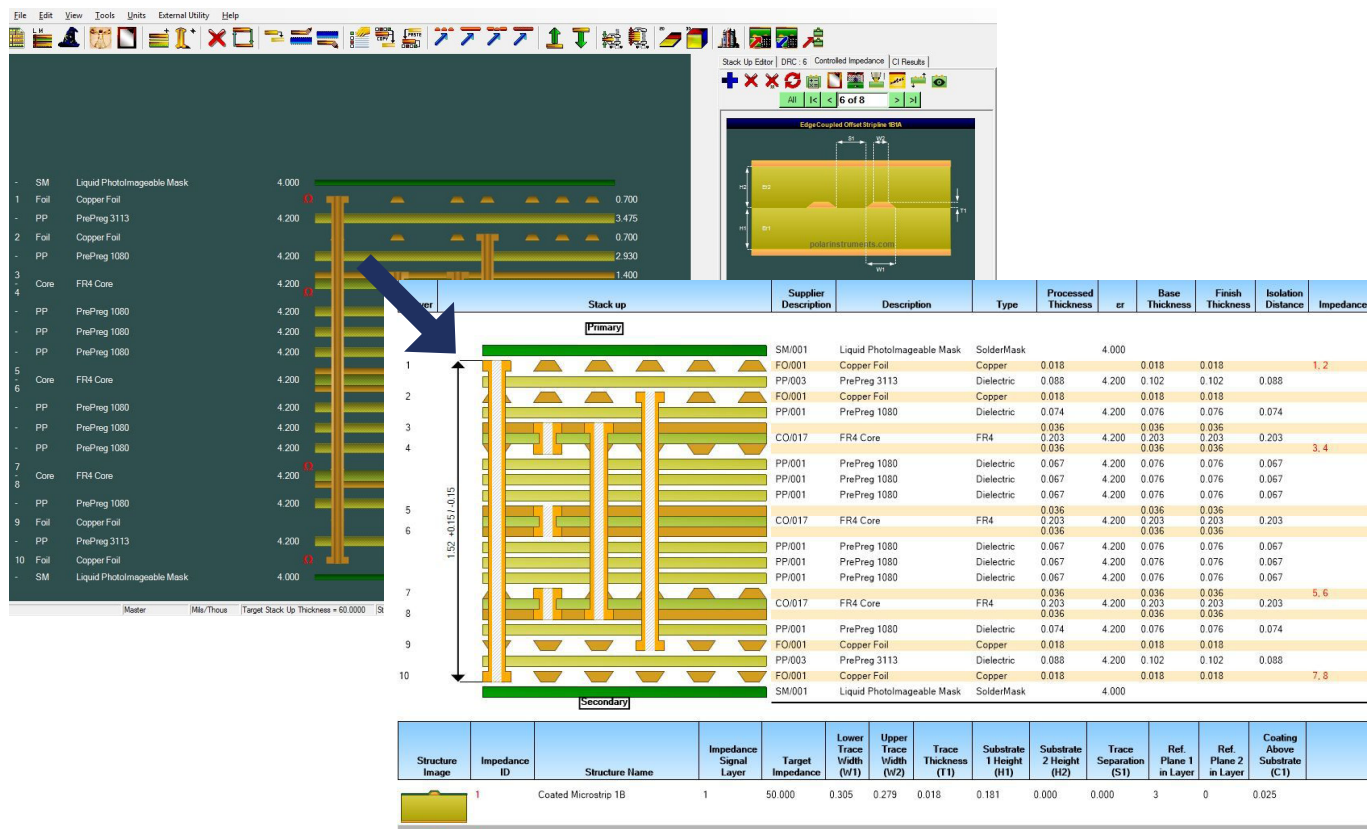 File Edit View Tools Units External Utility Help
Stack Up Editor DRC : 6 Controlled Impedance CI Results
All |< < 6 of 8 > >|
Edge Coupled Offset Stripline 1B1A
S1 W2
H2 Er2
T1
H1 Er1
polarinstruments.com
W1
- SM Liquid PhotoImageable Mask 4.000
1 Foil Copper Foil 0.700
- PP PrePreg 3113 4.200 3.475
2 Foil Copper Foil 0.700
- PP PrePreg 1080 4.200 2.930
3 1.400
- Core FR4 Core 4.200
4
- PP PrePreg 1080 4.200
- PP PrePreg 1080 4.200
- PP PrePreg 1080 4.200
5
- Core FR4 Core 4.200
6
- PP PrePreg 1080 4.200
- PP PrePreg 1080 4.200
- PP PrePreg 1080 4.200
7
- Core FR4 Core 4.200
8
- PP PrePreg 1080 4.200
9 Foil Copper Foil
- PP PrePreg 3113 4.200
10 Foil Copper Foil
- SM Liquid PhotoImageable Mask 4.000
Master Mils/Thous Target Stack Up Thickness = 60.0000 St
Stack up Supplier Description Description Type Processed Thickness εr Base Thickness Finish Thickness Isolation Distance Impedance
Primary
SM/001 Liquid PhotoImageable Mask SolderMask 4.000
1 FO/001 Copper Foil Copper 0.018 0.018 0.018 1, 2
PP/003 PrePreg 3113 Dielectric 0.088 4.200 0.102 0.102 0.088
2 FO/001 Copper Foil Copper 0.018 0.018 0.018
PP/001 PrePreg 1080 Dielectric 0.074 4.200 0.076 0.076 0.074
3 0.036 0.036 0.036
CO/017 FR4 Core FR4 0.203 4.200 0.203 0.203 0.203
4 0.036 0.036 0.036 3, 4
PP/001 PrePreg 1080 Dielectric 0.067 4.200 0.076 0.076 0.067
PP/001 PrePreg 1080 Dielectric 0.067 4.200 0.076 0.076 0.067
PP/001 PrePreg 1080 Dielectric 0.067 4.200 0.076 0.076 0.067
5 0.036 0.036 0.036
CO/017 FR4 Core FR4 0.203 4.200 0.203 0.203 0.203
6 0.036 0.036 0.036
1.52 +0.15 / -0.15
PP/001 PrePreg 1080 Dielectric 0.067 4.200 0.076 0.076 0.067
PP/001 PrePreg 1080 Dielectric 0.067 4.200 0.076 0.076 0.067
PP/001 PrePreg 1080 Dielectric 0.067 4.200 0.076 0.076 0.067
7 0.036 0.036 0.036 5, 6
CO/017 FR4 Core FR4 0.203 4.200 0.203 0.203 0.203
8 0.036 0.036 0.036
PP/001 PrePreg 1080 Dielectric 0.074 4.200 0.076 0.076 0.074
9 FO/001 Copper Foil Copper 0.018 0.018 0.018
PP/003 PrePreg 3113 Dielectric 0.088 4.200 0.102 0.102 0.088
10 FO/001 Copper Foil Copper 0.018 0.018 0.018 7, 8
SM/001 Liquid PhotoImageable Mask SolderMask 4.000
Secondary
Structure Image Impedance ID Structure Name Impedance Signal Layer Target Impedance Lower Trace Width (W1) Upper Trace Width (W2) Trace Thickness (T1) Substrate 1 Height (H1) Substrate 2 Height (H2) Trace Separation (S1) Ref. Plane 1 in Layer Ref. Plane 2 in Layer Coating Above Substrate (C1)
1 Coated Microstrip 1B 1 50.000 0.305 0.279 0.018 0.181 0.000 0.000 3 0 0.025